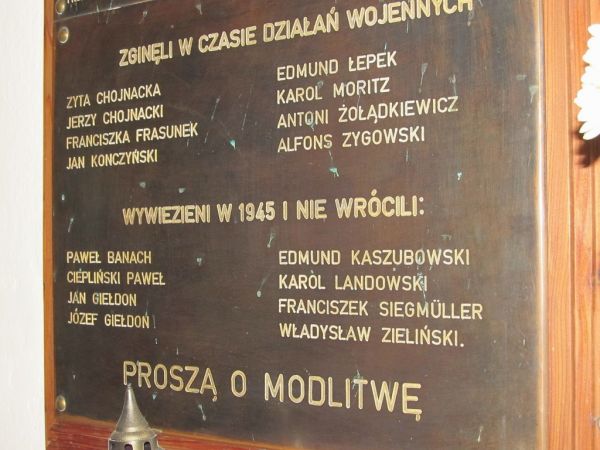 ZGINĘLI W CZASIE DZIAŁAŃ WOJENNYCH
ZYTA CHOJNACKA
JERZY CHOJNACKI
FRANCISZKA FRASUNEK
JAN KONCZYŃSKI
EDMUND ŁEPEK
KAROL MORITZ
ANTONI ŻOŁĄDKIEWICZ
ALFONS ZYGOWSKI
WYWIEZIENI W 1945 I NIE WRÓCILI:
PAWEŁ BANACH
CIEPLIŃSKI PAWEŁ
JAN GIEŁDON
JÓZEF GIEŁDON
EDMUND KASZUBOWSKI
KAROL LANDOWSKI
FRANCISZEK SIEGMÜLLER
WŁADYSŁAW ZIELIŃSKI.
PROSZĄ O MODLITWĘ